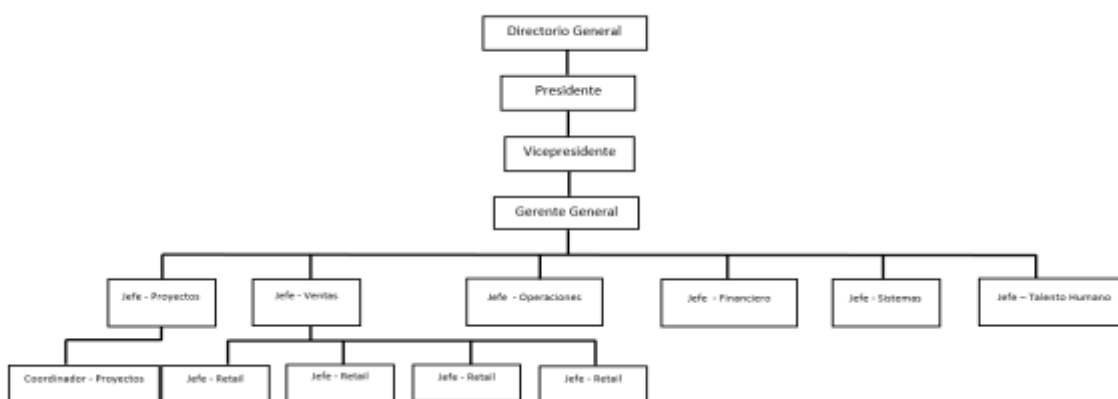 Directorio General
Presidente
Vicepresidente
Gerente General
Jefe - Proyectos
Jefe - Ventas
Jefe - Operaciones
Jefe - Financiero
Jefe - Sistemas
Jefe – Talento Humano
Coordinador - Proyectos
Jefe - Retail
Jefe - Retail
Jefe - Retail
Jefe - Retail